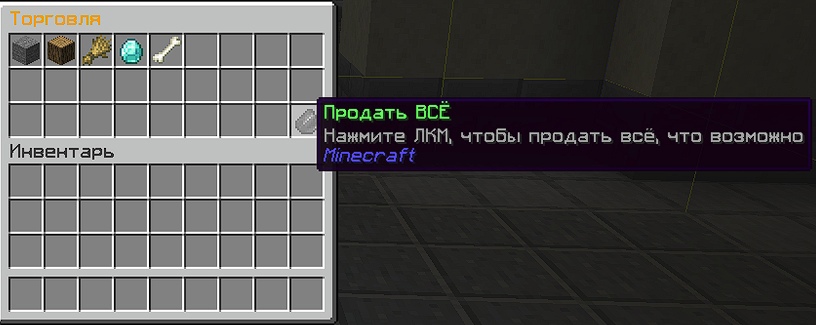 Торговля
Продать ВСЁ
Нажмите ЛКМ, чтобы продать всё, что возможно
Minecraft
Инвентарь